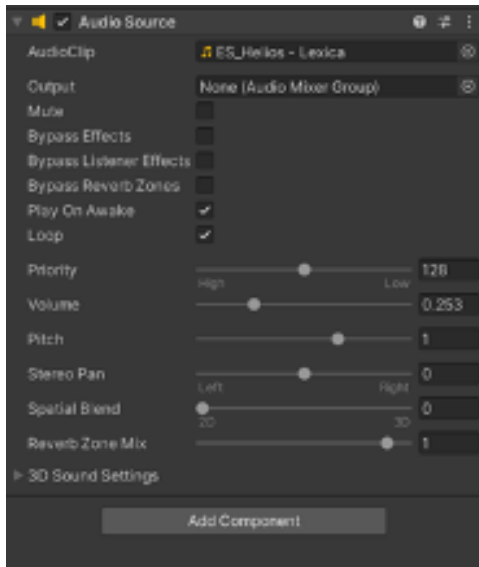 Audio Source
AudioClip ES_Helios - Lexica
Output None (Audio Mixer Group)
Mute
Bypass Effects
Bypass Listener Effects
Bypass Reverb Zones
Play On Awake
Loop
Priority 128
High Low
Volume 0.253
Pitch 1
Stereo Pan 0
Left Right
Spatial Blend 0
2D 3D
Reverb Zone Mix 1
3D Sound Settings
Add Component